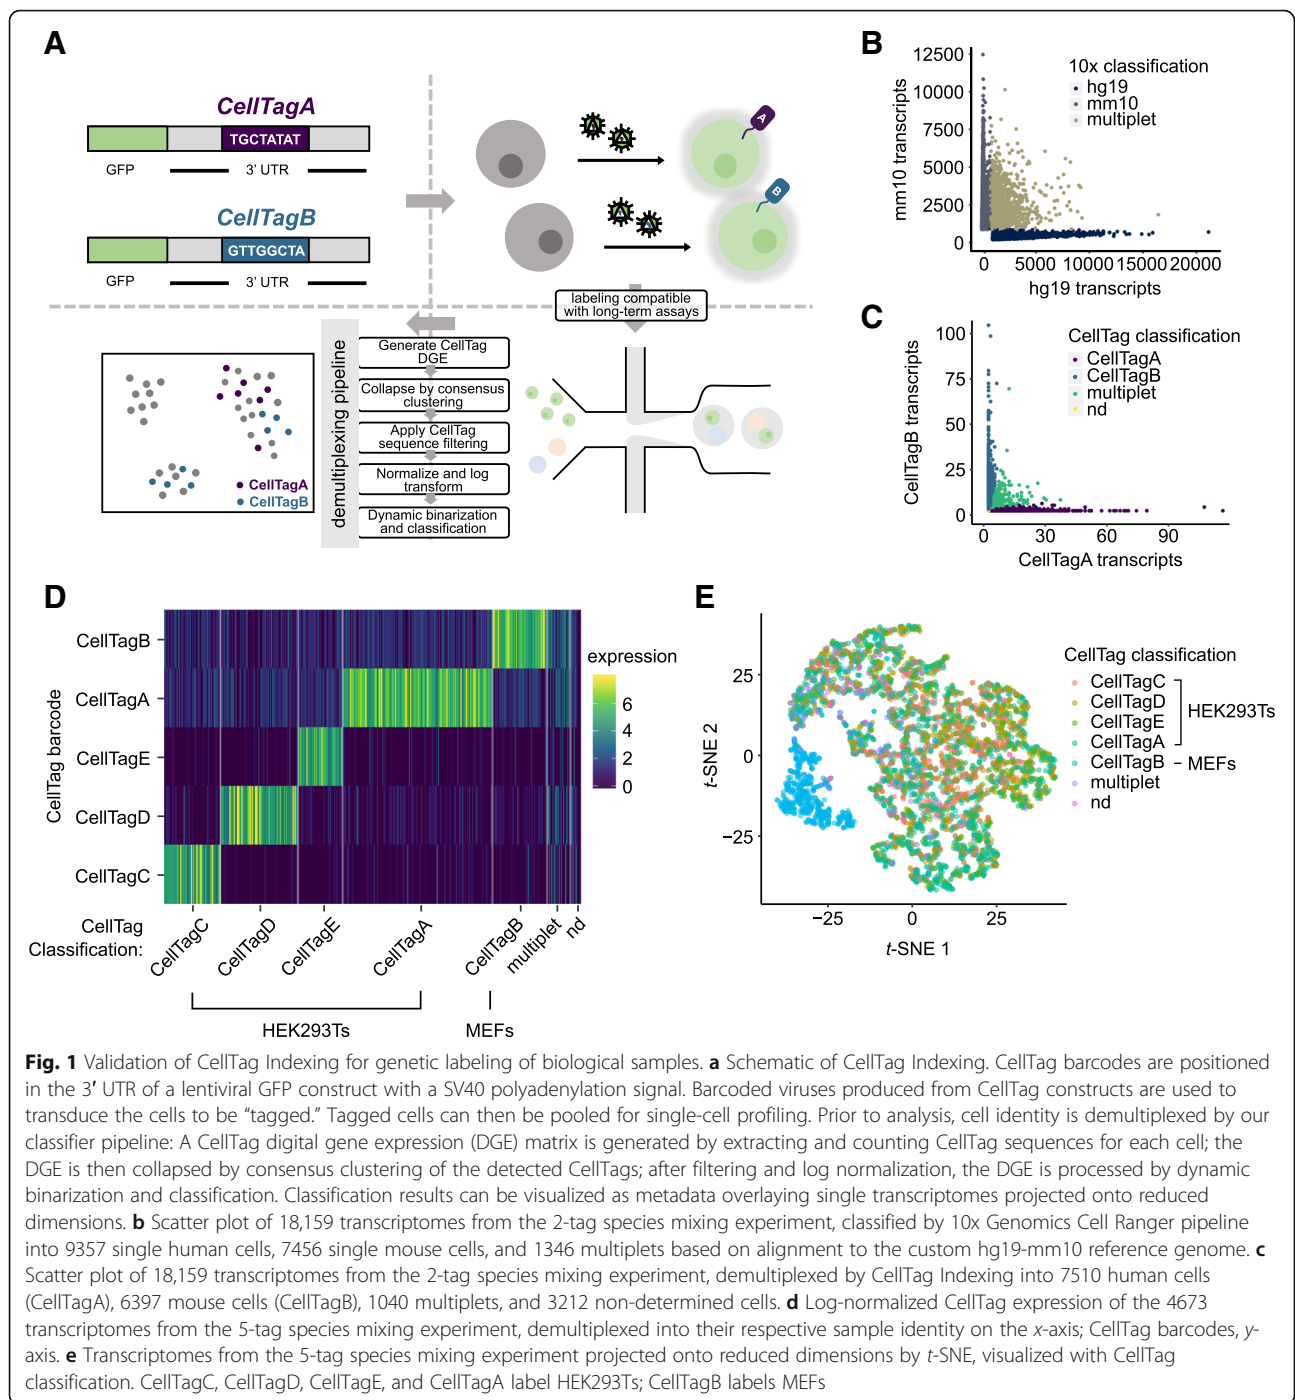 A
CellTagA
TGCTATAT
GFP
3' UTR
CellTagB
GTTGGCTA
GFP
3' UTR
A
B
labeling compatible
with long-term assays
demultiplexing pipeline
Generate CellTag
DGE
Collapse by consensus
clustering
Apply CellTag
sequence filtering
Normalize and log
transform
Dynamic binarization
and classification
CellTagA
CellTagB
B
mm10 transcripts
12500
10000
7500
5000
2500
0
0
5000
10000
15000
20000
hg19 transcripts
10x classification
hg19
mm10
multiplet
C
CellTagB transcripts
100
75
50
25
0
0
30
60
90
CellTagA transcripts
CellTag classification
CellTagA
CellTagB
multiplet
nd
D
CellTag barcode
CellTagB
CellTagA
CellTagE
CellTagD
CellTagC
expression
6
4
2
0
CellTag
Classification:
CellTagC
CellTagD
CellTagE
CellTagA
CellTagB
multiplet
nd
HEK293Ts
MEFs
E
t-SNE 2
25
0
−25
−25
0
25
t-SNE 1
CellTag classification
CellTagC
CellTagD
CellTagE
CellTagA
CellTagB
multiplet
nd
HEK293Ts
MEFs
Fig. 1 Validation of CellTag Indexing for genetic labeling of biological samples. a Schematic of CellTag Indexing. CellTag barcodes are positioned
in the 3′ UTR of a lentiviral GFP construct with a SV40 polyadenylation signal. Barcoded viruses produced from CellTag constructs are used to
transduce the cells to be “tagged.” Tagged cells can then be pooled for single-cell profiling. Prior to analysis, cell identity is demultiplexed by our
classifier pipeline: A CellTag digital gene expression (DGE) matrix is generated by extracting and counting CellTag sequences for each cell; the
DGE is then collapsed by consensus clustering of the detected CellTags; after filtering and log normalization, the DGE is processed by dynamic
binarization and classification. Classification results can be visualized as metadata overlaying single transcriptomes projected onto reduced
dimensions. b Scatter plot of 18,159 transcriptomes from the 2-tag species mixing experiment, classified by 10x Genomics Cell Ranger pipeline
into 9357 single human cells, 7456 single mouse cells, and 1346 multiplets based on alignment to the custom hg19-mm10 reference genome. c
Scatter plot of 18,159 transcriptomes from the 2-tag species mixing experiment, demultiplexed by CellTag Indexing into 7510 human cells
(CellTagA), 6397 mouse cells (CellTagB), 1040 multiplets, and 3212 non-determined cells. d Log-normalized CellTag expression of the 4673
transcriptomes from the 5-tag species mixing experiment, demultiplexed into their respective sample identity on the x-axis; CellTag barcodes, y-
axis. e Transcriptomes from the 5-tag species mixing experiment projected onto reduced dimensions by t-SNE, visualized with CellTag
classification. CellTagC, CellTagD, CellTagE, and CellTagA label HEK293Ts; CellTagB labels MEFs